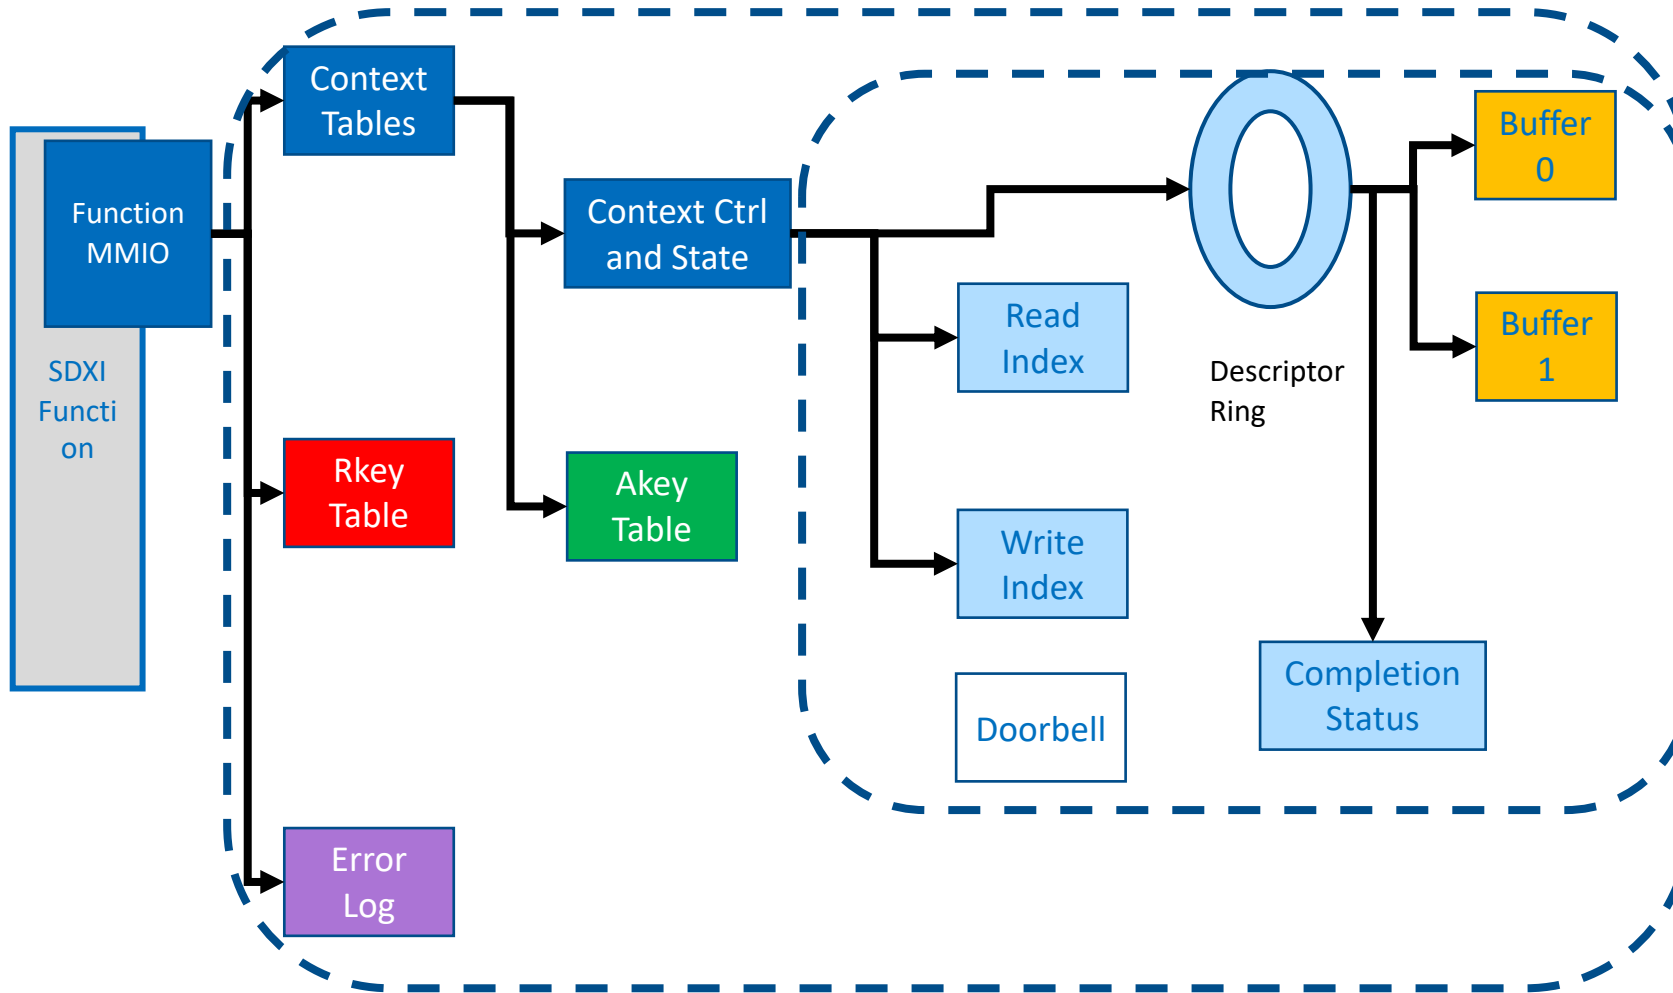 Context
Tables
Buffer
0
Function
MMIO
Context Ctrl
and State
Read
Index
Descriptor
Ring
Buffer
1
SDXI
Functi
on
Rkey
Table
Akey
Table
Write
Index
Completion
Status
Doorbell
Error
Log